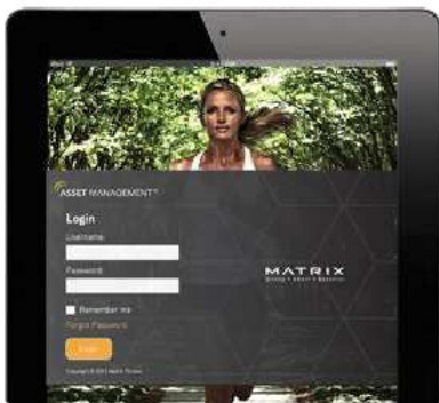 ASSET MANAGEMENT
Login
Username
Password
Remember me
Forgot Password
Login
MATRIX